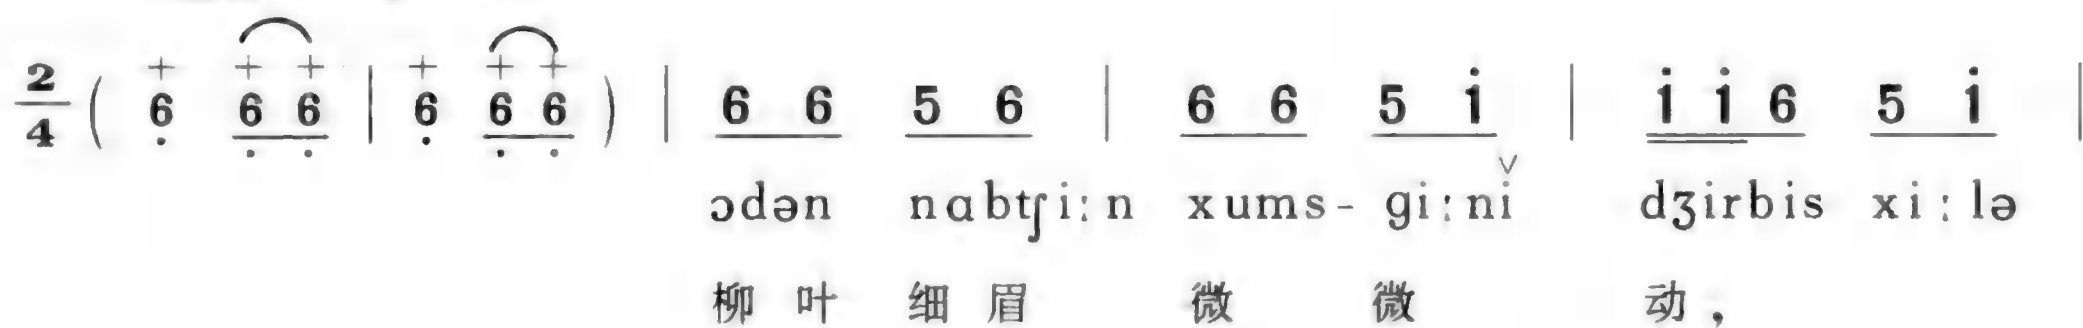 2/4 ( 6̣ 6̣ 6̣ | 6̣ 6̣ 6̣ ) | 6 6 5 6 | 6 6 5 i | i i 6 5 i |
ɔdən nɑbtʃi:n xums- gi:ni dʒirbis xi:lə
柳叶 细眉 微 微 动，